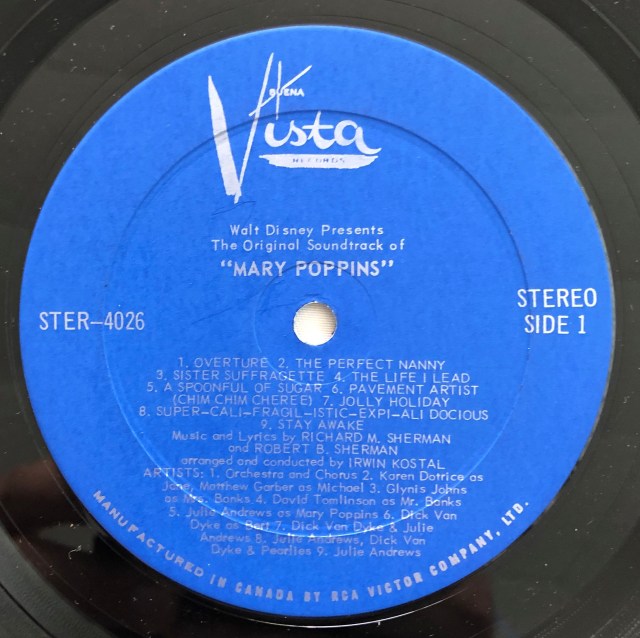 BUENA
Vista
RECORDS
Walt Disney Presents
The Original Soundtrack of
"MARY POPPINS"
STER-4026
STEREO
SIDE 1
1. OVERTURE 2. THE PERFECT NANNY
3. SISTER SUFFRAGETTE 4. THE LIFE I LEAD
5. A SPOONFUL OF SUGAR 6. PAVEMENT ARTIST
(CHIM CHIM CHEREE) 7. JOLLY HOLIDAY
8. SUPER-CALI-FRAGIL-ISTIC-EXPI-ALI DOCIOUS
9. STAY AWAKE
Music and Lyrics by RICHARD M. SHERMAN
and ROBERT B. SHERMAN
arranged and conducted by IRWIN KOSTAL
ARTISTS: 1. Orchestra and Chorus 2. Karen Dotrice as
Jane, Matthew Garber as Michael 3. Glynis Johns
as Mrs. Banks 4. David Tomlinson as Mr. Banks
5. Julie Andrews as Mary Poppins 6. Dick Van
Dyke as Bert 7. Dick Van Dyke & Julie
Andrews 8. Julie Andrews, Dick Van
Dyke & Pearlies 9. Julie Andrews
MANUFACTURED IN CANADA BY RCA VICTOR COMPANY, LTD.